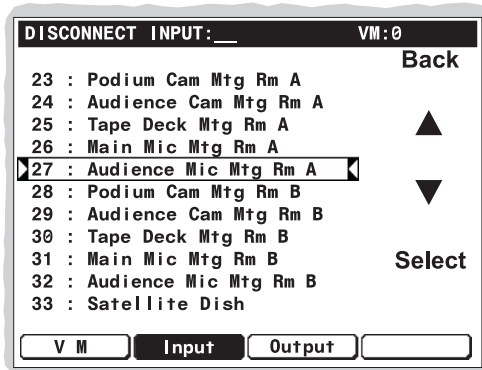 DISCONNECT INPUT:__ VM:0
Back
23 : Podium Cam Mtg Rm A
24 : Audience Cam Mtg Rm A
25 : Tape Deck Mtg Rm A
26 : Main Mic Mtg Rm A
27 : Audience Mic Mtg Rm A
28 : Podium Cam Mtg Rm B
29 : Audience Cam Mtg Rm B
30 : Tape Deck Mtg Rm B
31 : Main Mic Mtg Rm B
Select
32 : Audience Mic Mtg Rm B
33 : Satellite Dish
V M Input Output